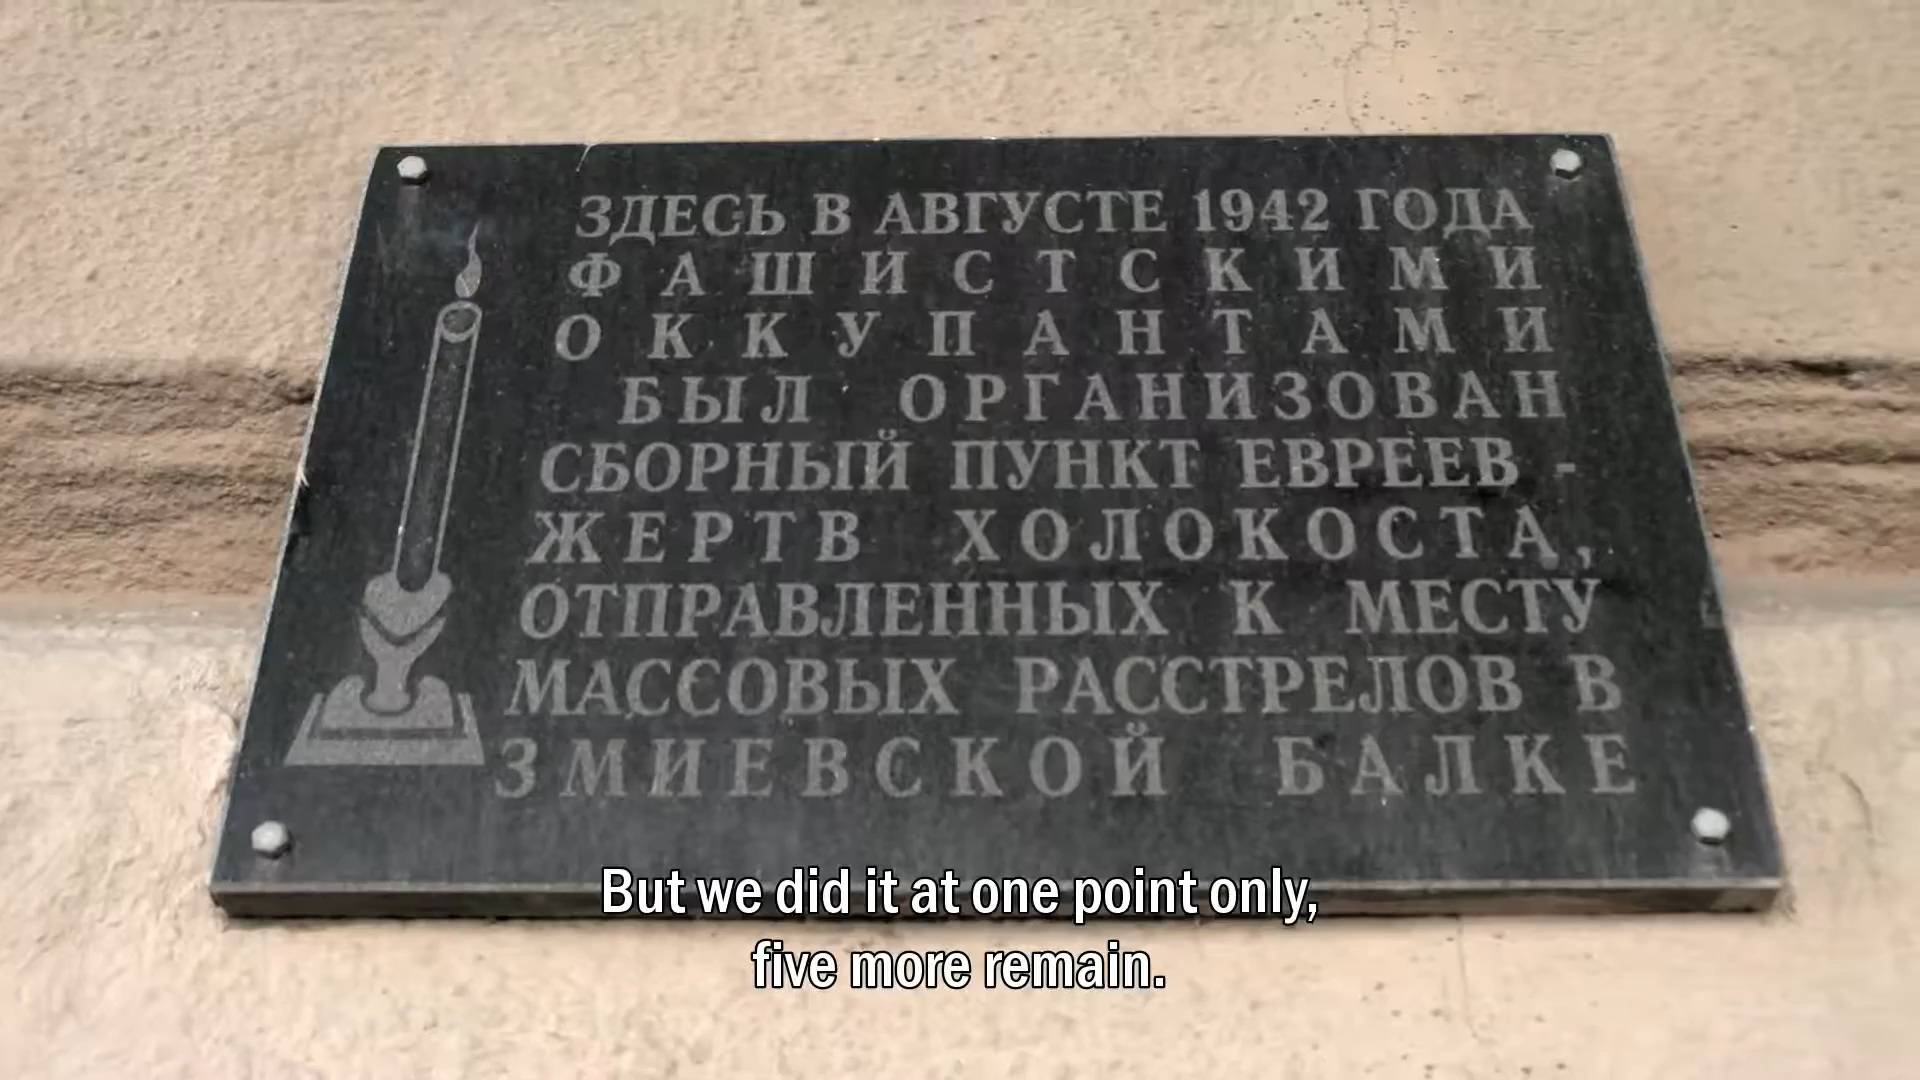 ЗДЕСЬ В АВГУСТЕ 1942 ГОДА
ФАШИСТСКИМИ
ОККУПАНТАМИ
БЫЛ ОРГАНИЗОВАН
СБОРНЫЙ ПУНКТ ЕВРЕЕВ -
ЖЕРТВ ХОЛОКОСТА,
ОТПРАВЛЕННЫХ К МЕСТУ
МАССОВЫХ РАССТРЕЛОВ В
ЗМИЕВСКОЙ БАЛКЕ
But we did it at one point only,
five more remain.